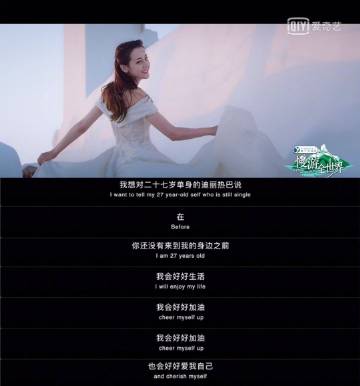 iQIYI 爱奇艺
慢游全世界
我想对二十七岁单身的迪丽热巴说
I want to tell my 27 year-old self who is still single
在
Before
你还没有来到我的身边之前
I am 27 years old
我会好好生活
I will enjoy my life
我会好好加油
cheer myself up
我会好好加油
cheer myself up
也会好好爱我自己
and cherish myself